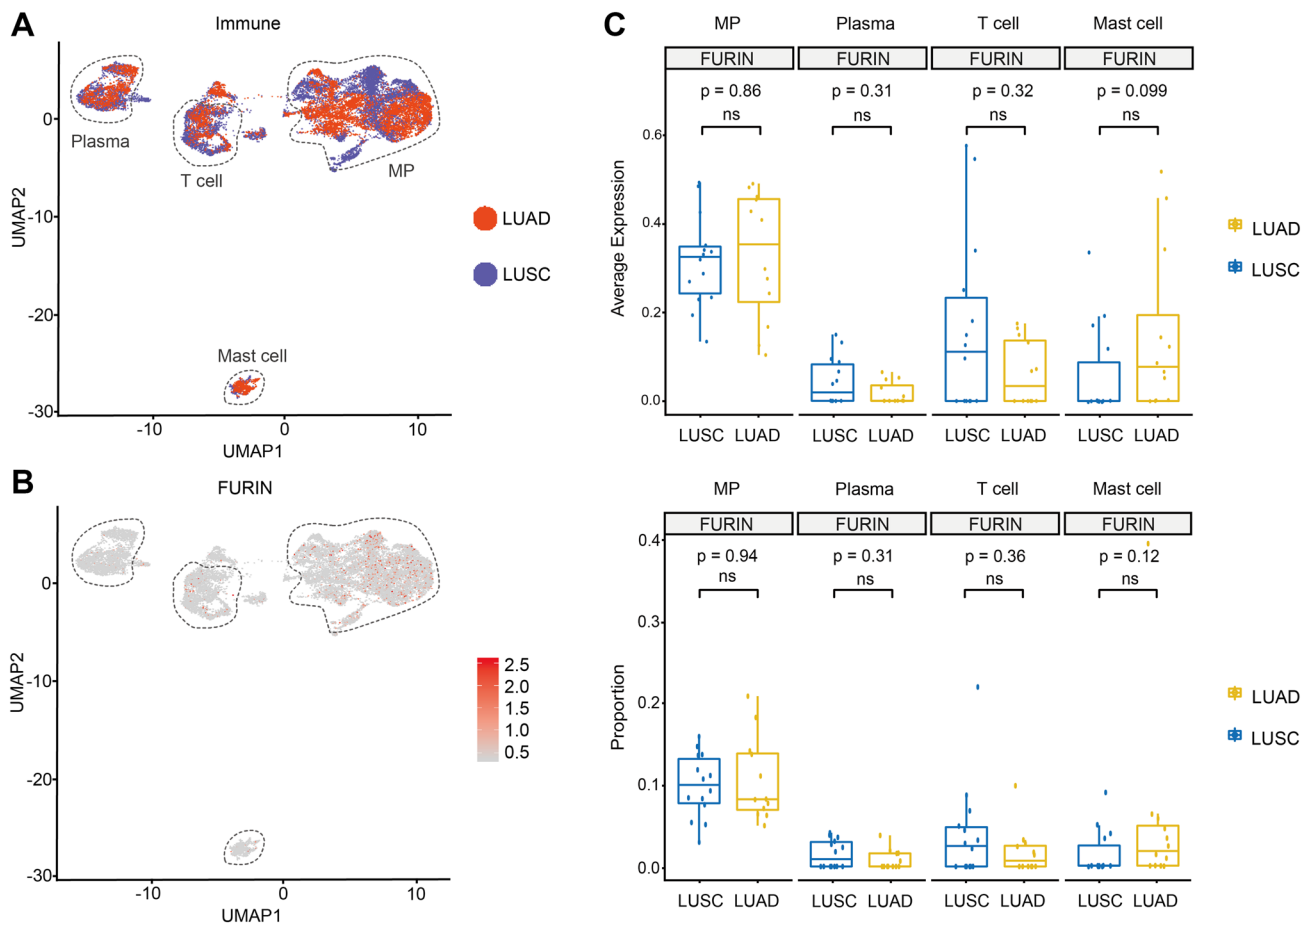 A
Immune
0
-10
-20
-30
UMAP2
Plasma
T cell
MP
Mast cell
LUAD
LUSC
-10 0 10
UMAP1
B
FURIN
0
-10
-20
-30
UMAP2
2.5
2.0
1.0
0.5
-10 0 10
UMAP1
C
MP Plasma T cell Mast cell
FURIN FURIN FURIN FURIN
p = 0.86 p = 0.31 p = 0.32 p = 0.099
ns ns ns ns
0.6
0.4
0.2
0.0
Average Expression
LUSC LUAD LUSC LUAD LUSC LUAD LUSC LUAD
LUAD
LUSC
MP Plasma T cell Mast cell
FURIN FURIN FURIN FURIN
p = 0.94 p = 0.31 p = 0.36 p = 0.12
ns ns ns ns
0.4
0.3
0.2
0.1
0.0
Proportion
LUSC LUAD LUSC LUAD LUSC LUAD LUSC LUAD
LUAD
LUSC